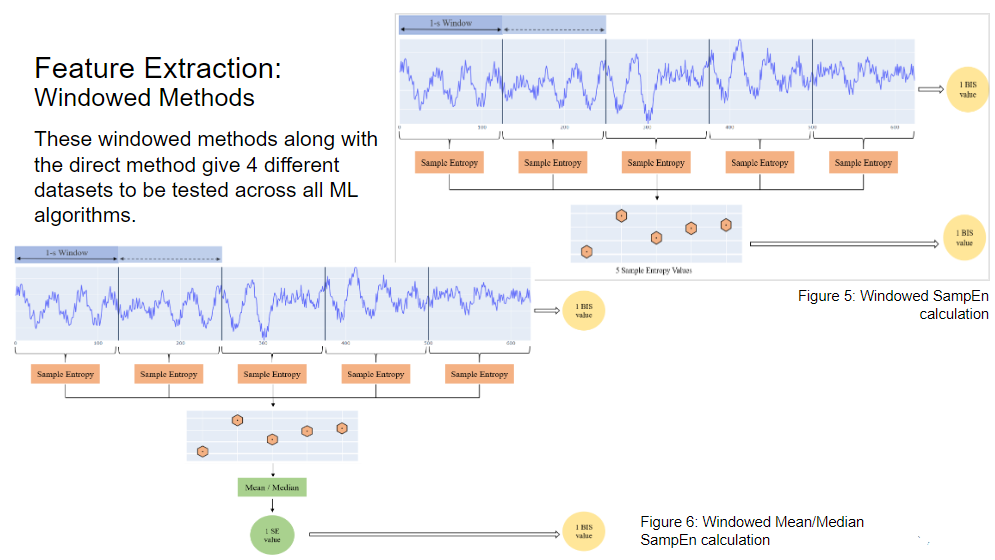 Feature Extraction:
Windowed Methods
These windowed methods along with
the direct method give 4 different
datasets to be tested across all ML
algorithms.
1-s Window
0 100 200 300 400 500 600
1 BIS
value
Sample Entropy Sample Entropy Sample Entropy Sample Entropy Sample Entropy
5 Sample Entropy Values
1 BIS
value
Figure 5: Windowed SampEn
calculation
1-s Window
0 100 200 300 400 500 600
1 BIS
value
Sample Entropy Sample Entropy Sample Entropy Sample Entropy Sample Entropy
Mean / Median
1 SE
value
1 BIS
value
Figure 6: Windowed Mean/Median
SampEn calculation